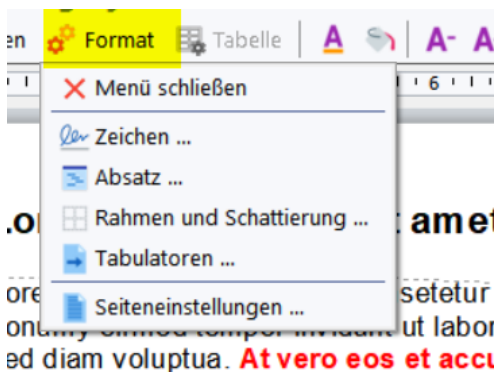 en Format Tabelle A A- A
6
Menü schließen
Zeichen ...
Absatz ...
Rahmen und Schattierung ... amet
Tabulatoren ...
Seiteneinstellungen ... setetur
ut labor
ed diam voluptua. At vero eos et accu